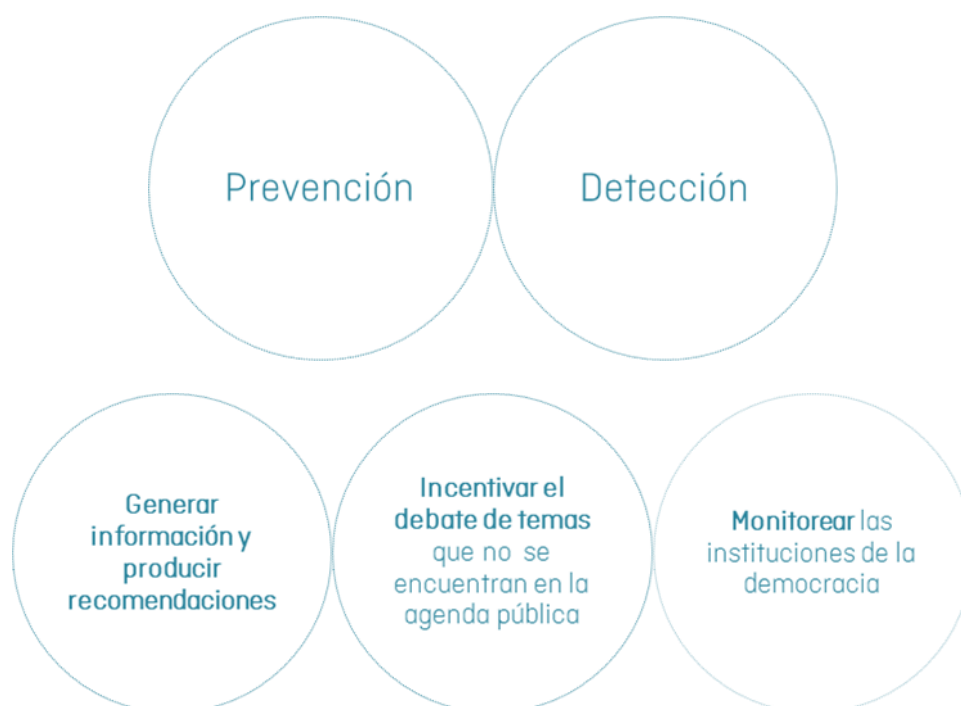 Prevención
Detección
Generar
información y
producir
recomendaciones
Incentivar el
debate de temas
que no se
encuentran en la
agenda pública
Monitorear las
instituciones de la
democracia